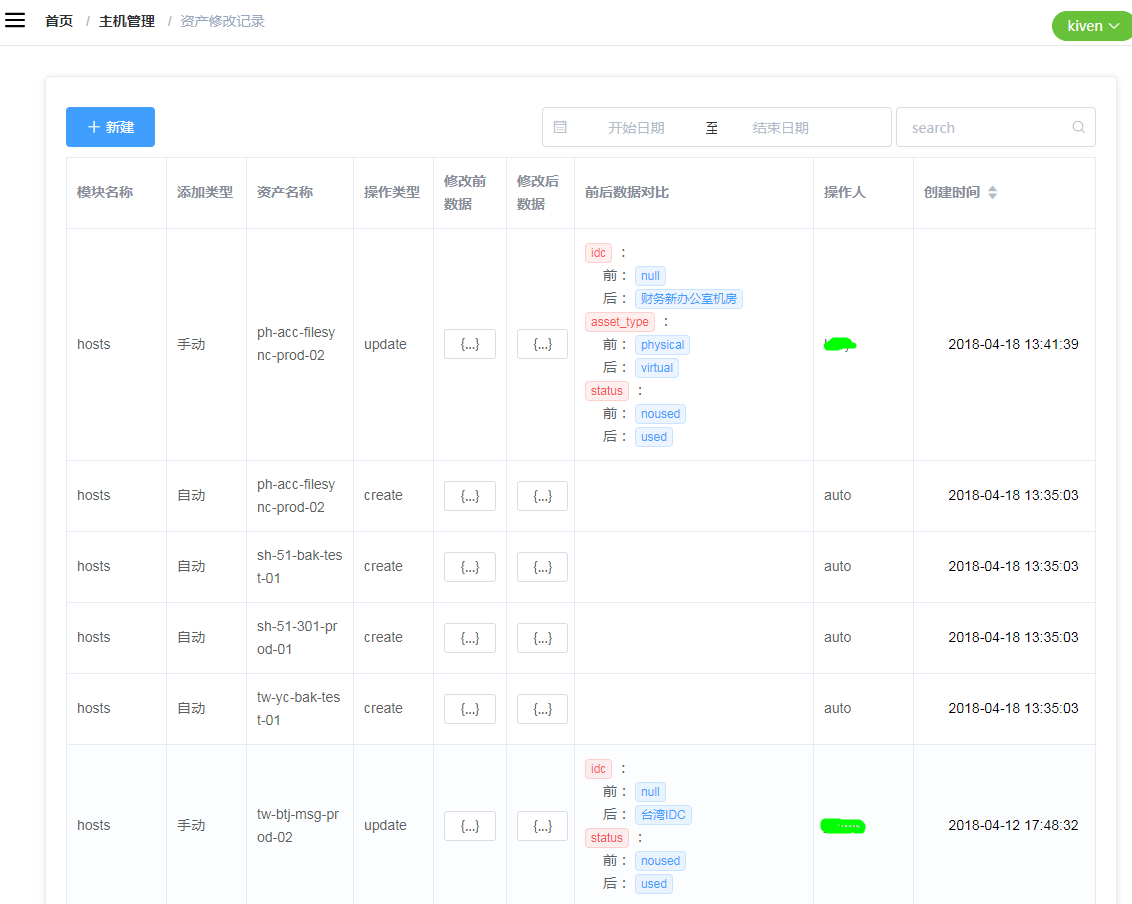 首页 / 主机管理 / 资产修改记录
kiven
+ 新建
开始日期 至 结束日期
search
模块名称 添加类型 资产名称 操作类型 修改前数据 修改后数据 前后数据对比 操作人 创建时间
hosts 手动 ph-acc-filesync-prod-02 update {...} {...}
idc :
前: null
后: 财务新办公室机房
asset_type :
前: physical
后: virtual
status :
前: noused
后: used
2018-04-18 13:41:39
hosts 自动 ph-acc-filesync-prod-02 create {...} {...} auto 2018-04-18 13:35:03
hosts 自动 sh-51-bak-test-01 create {...} {...} auto 2018-04-18 13:35:03
hosts 自动 sh-51-301-prod-01 create {...} {...} auto 2018-04-18 13:35:03
hosts 自动 tw-yc-bak-test-01 create {...} {...} auto 2018-04-18 13:35:03
hosts 手动 tw-btj-msg-prod-02 update {...} {...}
idc :
前: null
后: 台湾IDC
status :
前: noused
后: used
2018-04-12 17:48:32